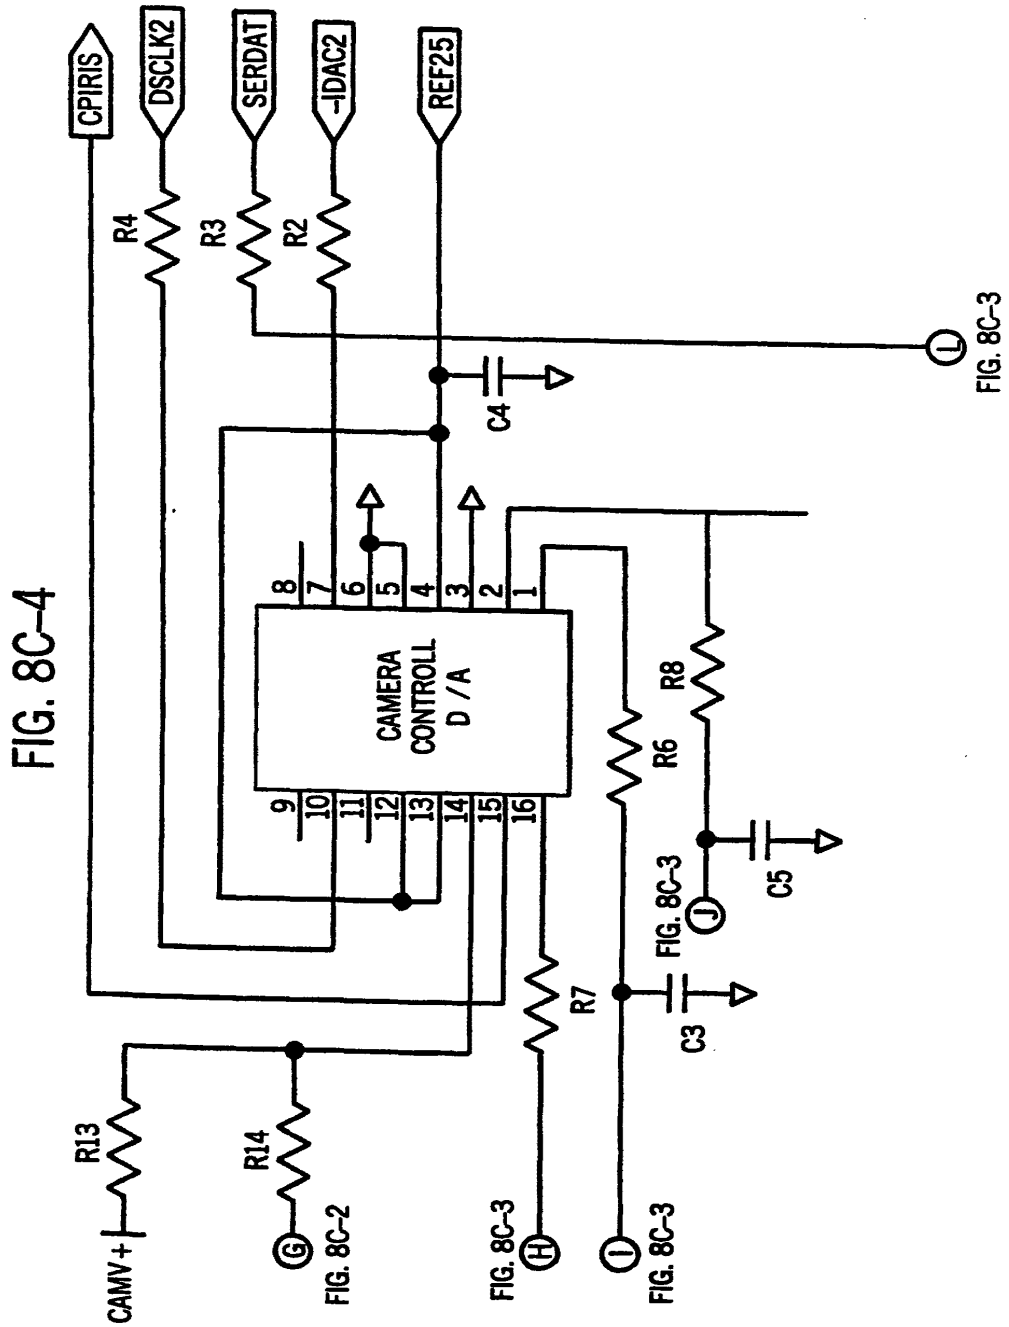 FIG. 8C-4
CPIRIS
DSCLK2
SERDAT
-IDAC2
REF25
R4
R3
R2
C4
L
FIG. 8C-3
8
7
6
5
4
3
2
1
CAMERA
CONTROLL
D / A
9
10
11
12
13
14
15
16
R8
R6
C5
FIG. 8C-3
J
R7
C3
R13
CAMV+
R14
G
FIG. 8C-2
FIG. 8C-3
H
I
FIG. 8C-3